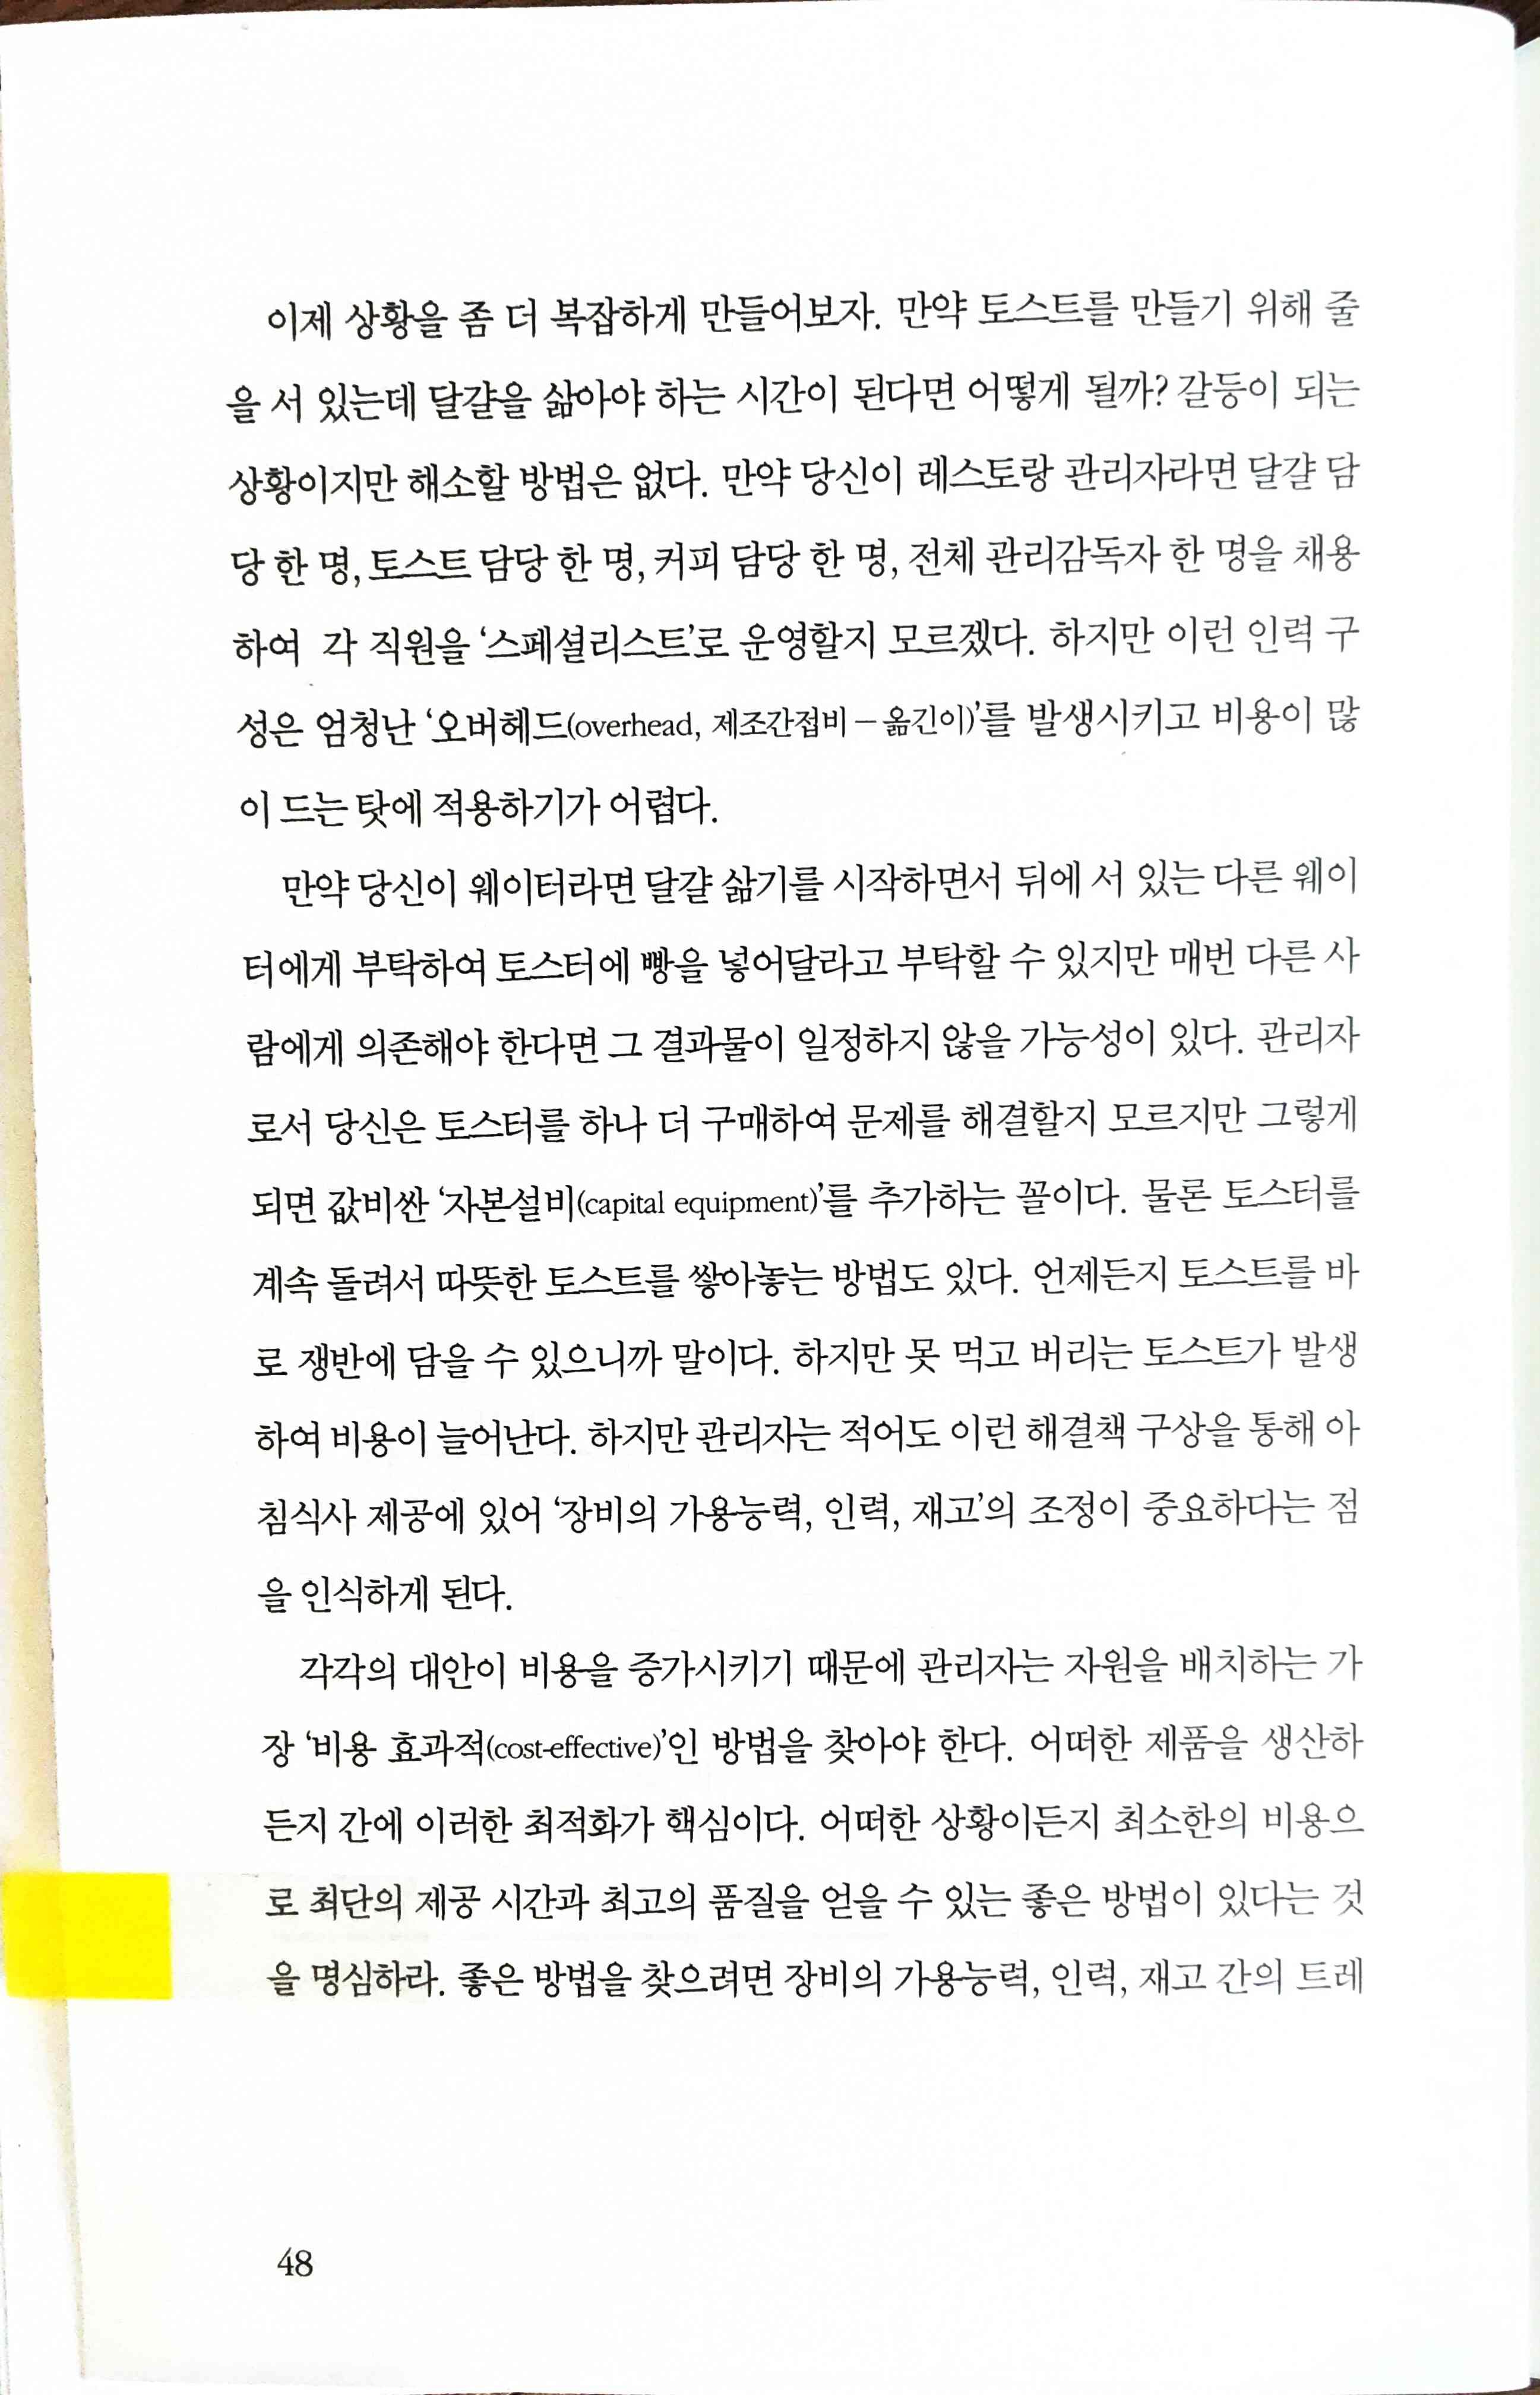 이제 상황을 좀 더 복잡하게 만들어보자. 만약 토스트를 만들기 위해 줄
을 서 있는데 달걀을 삶아야 하는 시간이 된다면 어떻게 될까? 갈등이 되는
상황이지만 해소할 방법은 없다. 만약 당신이 레스토랑 관리자라면 달걀 담
당 한 명, 토스트 담당 한 명, 커피 담당 한 명, 전체 관리감독자 한 명을 채용
하여 각 직원을 ‘스페셜리스트’로 운영할지 모르겠다. 하지만 이런 인력 구
성은 엄청난 ‘오버헤드(overhead, 제조간접비 – 옮긴이)’를 발생시키고 비용이 많
이 드는 탓에 적용하기가 어렵다.
만약 당신이 웨이터라면 달걀 삶기를 시작하면서 뒤에 서 있는 다른 웨이
터에게 부탁하여 토스터에 빵을 넣어달라고 부탁할 수 있지만 매번 다른 사
람에게 의존해야 한다면 그 결과물이 일정하지 않을 가능성이 있다. 관리자
로서 당신은 토스터를 하나 더 구매하여 문제를 해결할지 모르지만 그렇게
되면 값비싼 ‘자본설비(capital equipment)’를 추가하는 꼴이다. 물론 토스터를
계속 돌려서 따뜻한 토스트를 쌓아놓는 방법도 있다. 언제든지 토스트를 바
로 쟁반에 담을 수 있으니까 말이다. 하지만 못 먹고 버리는 토스트가 발생
하여 비용이 늘어난다. 하지만 관리자는 적어도 이런 해결책 구상을 통해 아
침식사 제공에 있어 ‘장비의 가용능력, 인력, 재고’의 조정이 중요하다는 점
을 인식하게 된다.
각각의 대안이 비용을 증가시키기 때문에 관리자는 자원을 배치하는 가
장 ‘비용 효과적(cost-effective)’인 방법을 찾아야 한다. 어떠한 제품을 생산하
든지 간에 이러한 최적화가 핵심이다. 어떠한 상황이든지 최소한의 비용으
로 최단의 제공 시간과 최고의 품질을 얻을 수 있는 좋은 방법이 있다는 것
을 명심하라. 좋은 방법을 찾으려면 장비의 가용능력, 인력, 재고 간의 트레
48